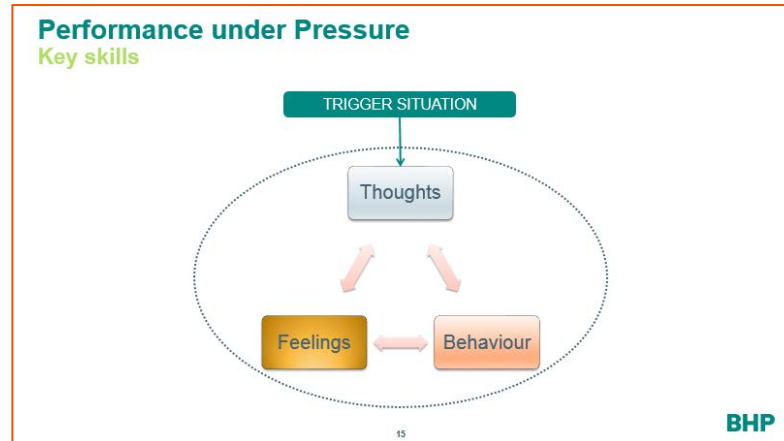 Performance under Pressure
Key skills
TRIGGER SITUATION
Thoughts
Feelings
Behaviour
15
BHP